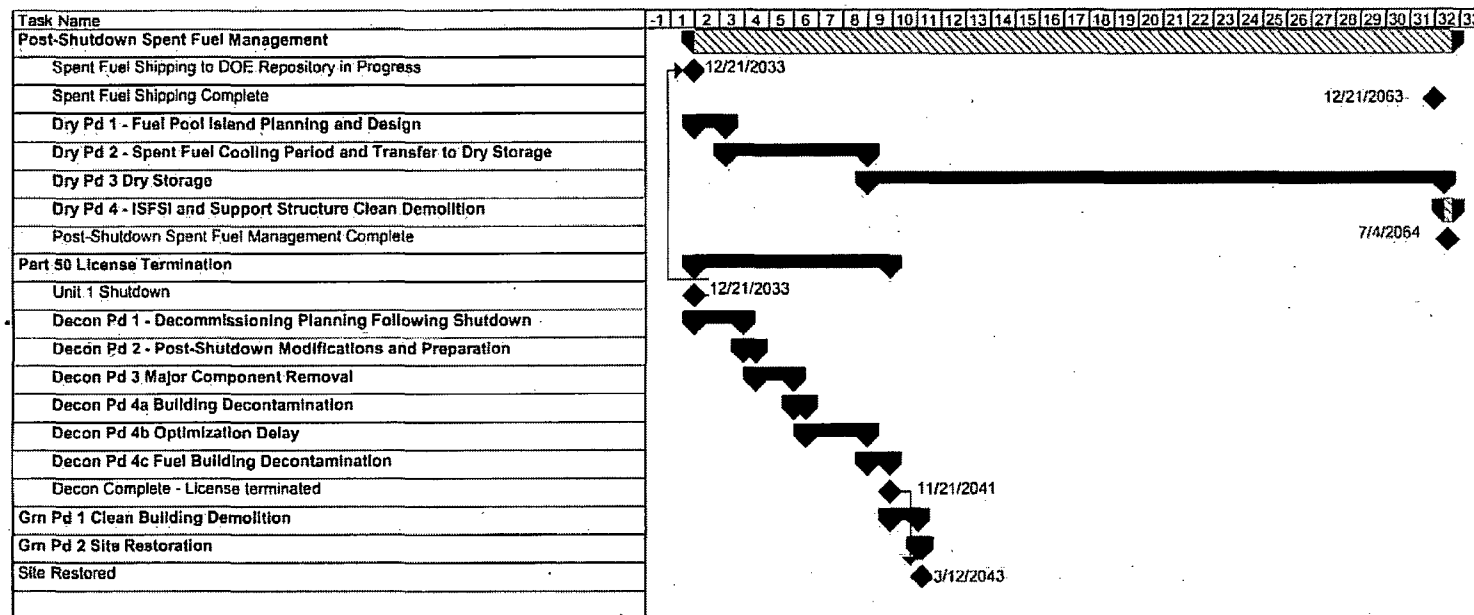 Task Name -1 1 2 3 4 5 6 7 8 9 10 11 12 13 14 15 16 17 18 19 20 21 22 23 24 25 26 27 28 29 30 31 32 33
Post-Shutdown Spent Fuel Management
Spent Fuel Shipping to DOE Repository in Progress 12/21/2033
Spent Fuel Shipping Complete 12/21/2063
Dry Pd 1 - Fuel Pool Island Planning and Design
Dry Pd 2 - Spent Fuel Cooling Period and Transfer to Dry Storage
Dry Pd 3 Dry Storage
Dry Pd 4 - ISFSI and Support Structure Clean Demolition
Post-Shutdown Spent Fuel Management Complete 7/4/2064
Part 50 License Termination
Unit 1 Shutdown 12/21/2033
Decon Pd 1 - Decommissioning Planning Following Shutdown
Decon Pd 2 - Post-Shutdown Modifications and Preparation
Decon Pd 3 Major Component Removal
Decon Pd 4a Building Decontamination
Decon Pd 4b Optimization Delay
Decon Pd 4c Fuel Building Decontamination
Decon Complete - License terminated 11/21/2041
Grn Pd 1 Clean Building Demolition
Grn Pd 2 Site Restoration
Site Restored 3/12/2043